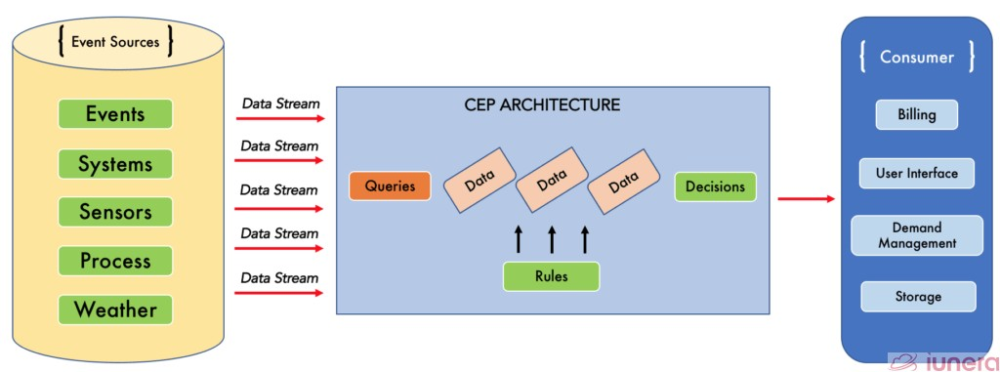 { Event Sources }
Events
Systems
Sensors
Process
Weather
Data Stream
Data Stream
Data Stream
Data Stream
Data Stream
CEP ARCHITECTURE
Queries
Data
Data
Data
Decisions
Rules
{ Consumer }
Billing
User Interface
Demand
Management
Storage
iunera